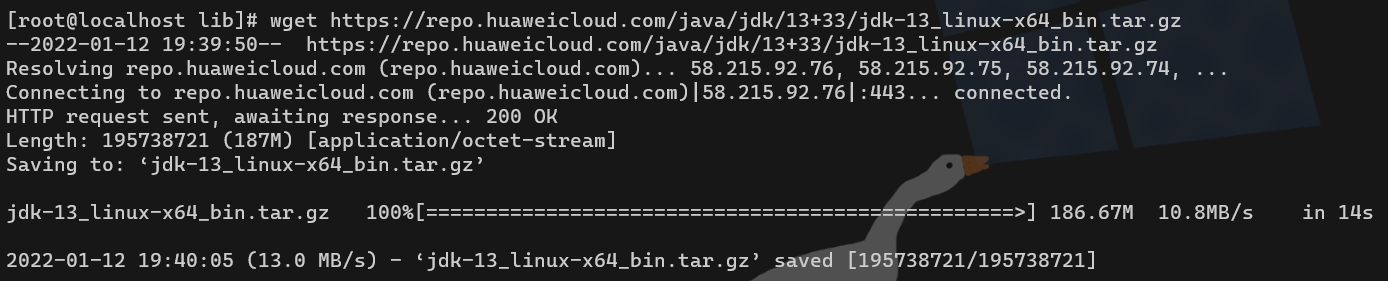 [root@localhost lib]# wget https://repo.huaweicloud.com/java/jdk/13+33/jdk-13_linux-x64_bin.tar.gz
--2022-01-12 19:39:50--  https://repo.huaweicloud.com/java/jdk/13+33/jdk-13_linux-x64_bin.tar.gz
Resolving repo.huaweicloud.com (repo.huaweicloud.com)... 58.215.92.76, 58.215.92.75, 58.215.92.74, ...
Connecting to repo.huaweicloud.com (repo.huaweicloud.com)|58.215.92.76|:443... connected.
HTTP request sent, awaiting response... 200 OK
Length: 195738721 (187M) [application/octet-stream]
Saving to: ‘jdk-13_linux-x64_bin.tar.gz’
jdk-13_linux-x64_bin.tar.gz   100%[=================================================>] 186.67M  10.8MB/s    in 14s
2022-01-12 19:40:05 (13.0 MB/s) - ‘jdk-13_linux-x64_bin.tar.gz’ saved [195738721/195738721]